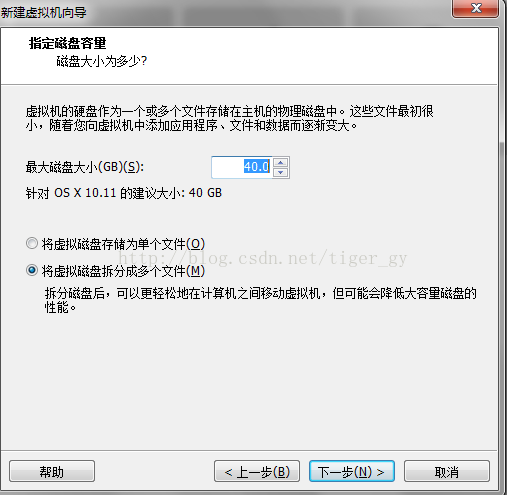 新建虚拟机向导
指定磁盘容量
磁盘大小为多少?
虚拟机的硬盘作为一个或多个文件存储在主机的物理磁盘中。这些文件最初很
小，随着您向虚拟机中添加应用程序、文件和数据而逐渐变大。
最大磁盘大小(GB)(S): 40.0
针对 OS X 10.11 的建议大小: 40 GB
将虚拟磁盘存储为单个文件(O)
http://blog.csdn.net/tiger_gy
将虚拟磁盘拆分成多个文件(M)
拆分磁盘后，可以更轻松地在计算机之间移动虚拟机，但可能会降低大容量磁盘的
性能。
帮助 < 上一步(B) 下一步(N) > 取消